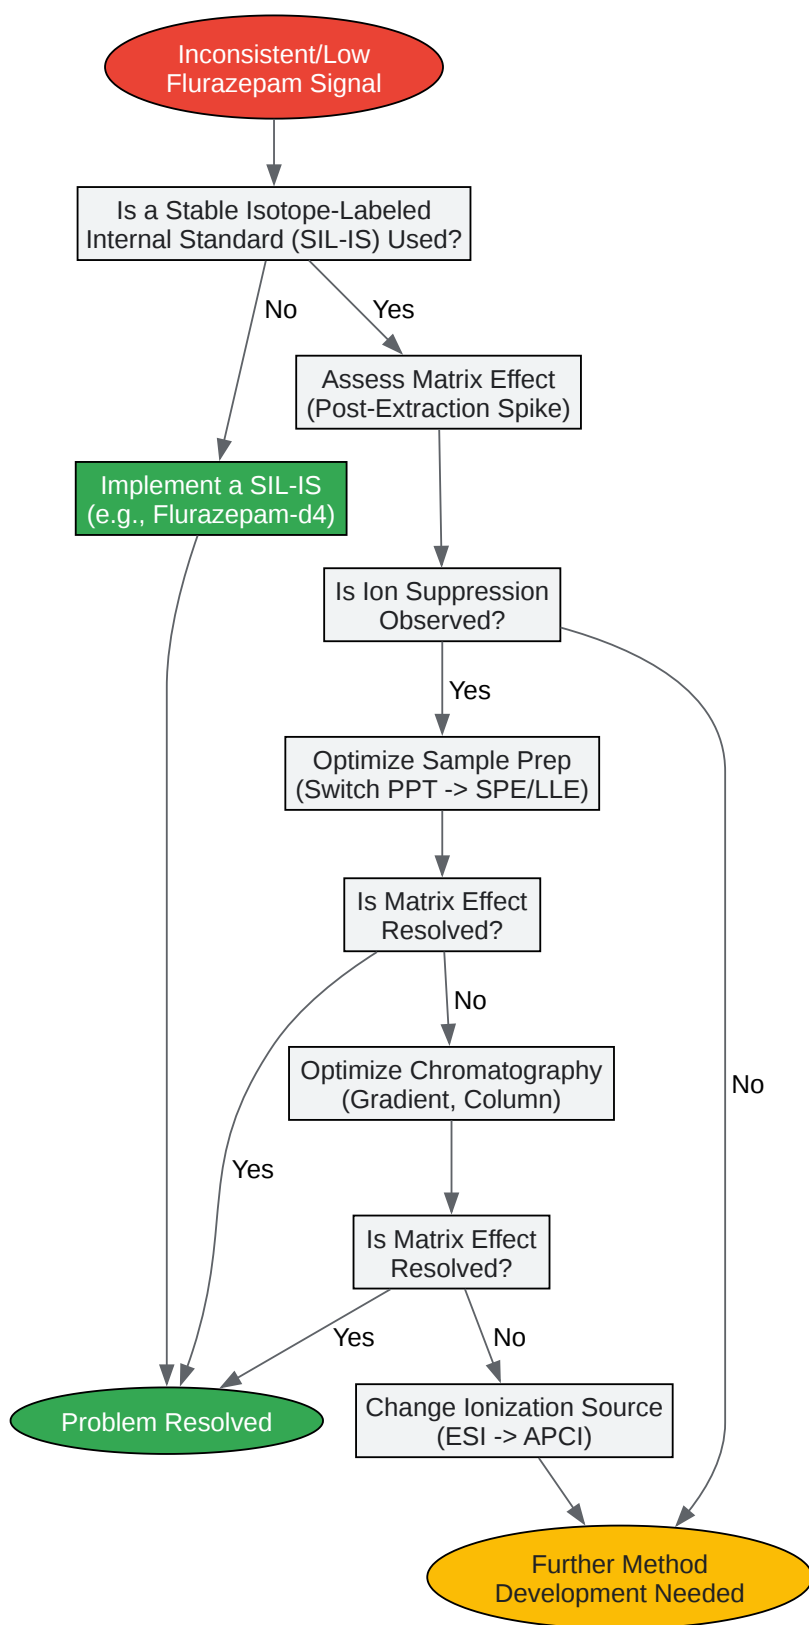 Inconsistent/Low
Flurazepam Signal
Is a Stable Isotope-Labeled
Internal Standard (SIL-IS) Used?
No
Yes
Assess Matrix Effect
(Post-Extraction Spike)
Implement a SIL-IS
(e.g., Flurazepam-d4)
Is Ion Suppression
Observed?
Yes
Optimize Sample Prep
(Switch PPT -> SPE/LLE)
Is Matrix Effect
Resolved?
No
Optimize Chromatography
(Gradient, Column)
No
Yes
Is Matrix Effect
Resolved?
Yes
No
Change Ionization Source
(ESI -> APCI)
Problem Resolved
Further Method
Development Needed